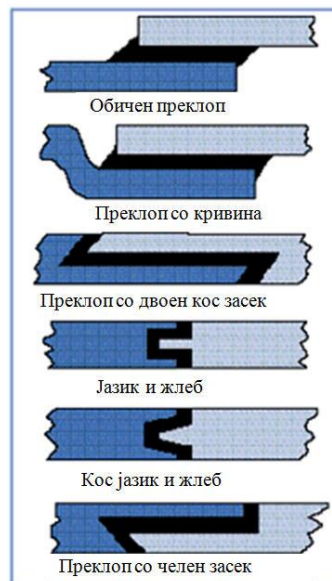 Обичен преклоп
Преклоп со кривина
Преклоп со двоен кос засек
Јазик и жлеб
Кос јазик и жлеб
Преклоп со челен засек